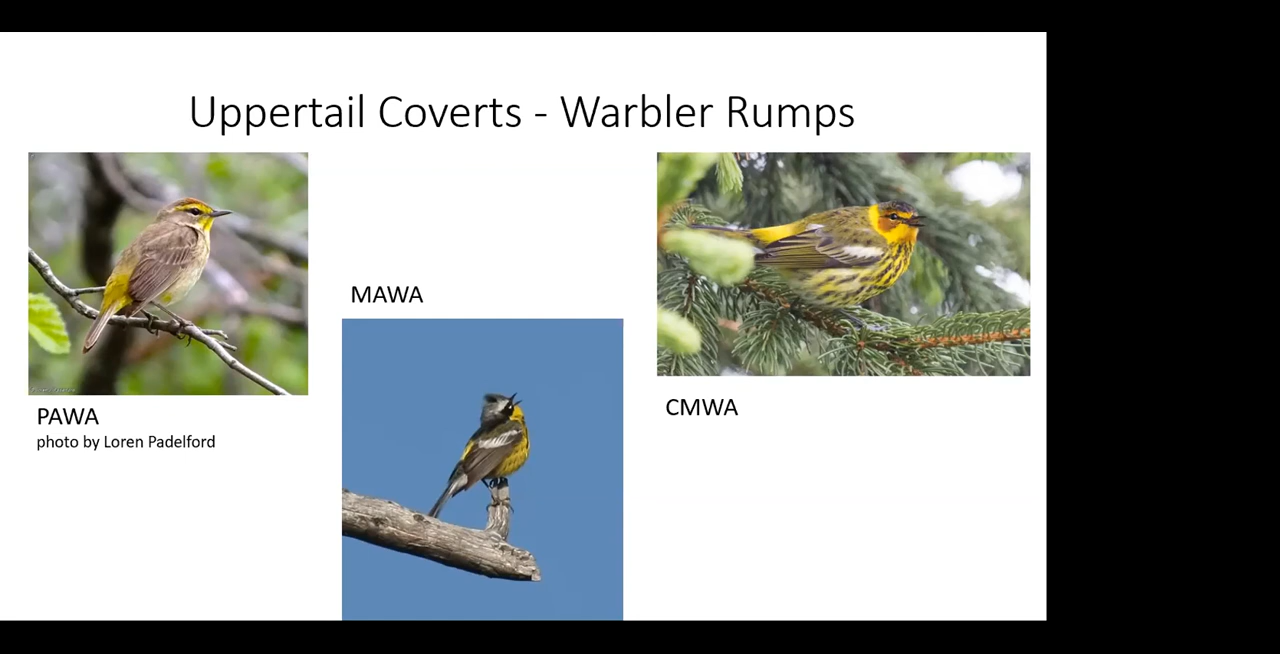 Uppertail Coverts - Warbler Rumps
MAWA
CMWA
PAWA
photo by Loren Padelford